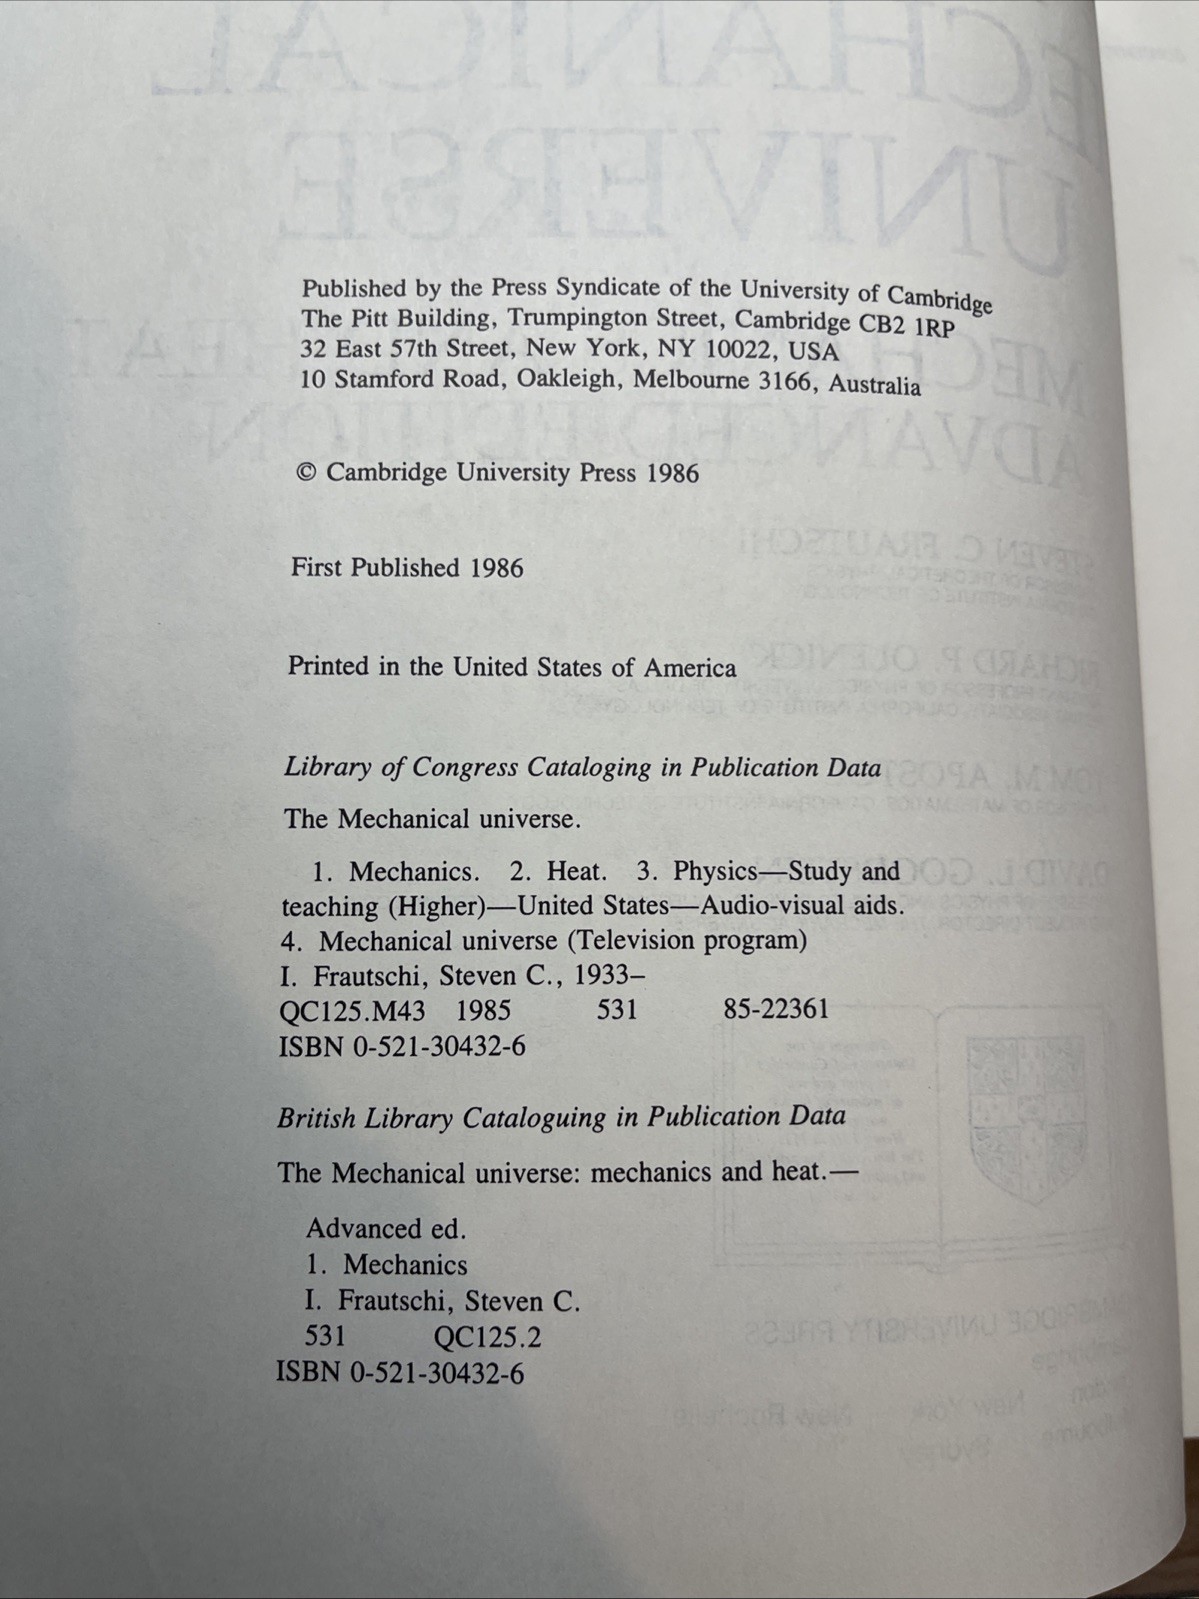 Published by the Press Syndicate of the University of Cambridge
The Pitt Building, Trumpington Street, Cambridge CB2 1RP
32 East 57th Street, New York, NY 10022, USA
10 Stamford Road, Oakleigh, Melbourne 3166, Australia
© Cambridge University Press 1986
First Published 1986
Printed in the United States of America
Library of Congress Cataloging in Publication Data
The Mechanical universe.
1. Mechanics. 2. Heat. 3. Physics—Study and
teaching (Higher)—United States—Audio-visual aids.
4. Mechanical universe (Television program)
I. Frautschi, Steven C., 1933–
QC125.M43 1985 531 85-22361
ISBN 0-521-30432-6
British Library Cataloguing in Publication Data
The Mechanical universe: mechanics and heat.—
Advanced ed.
1. Mechanics
I. Frautschi, Steven C.
531 QC125.2
ISBN 0-521-30432-6